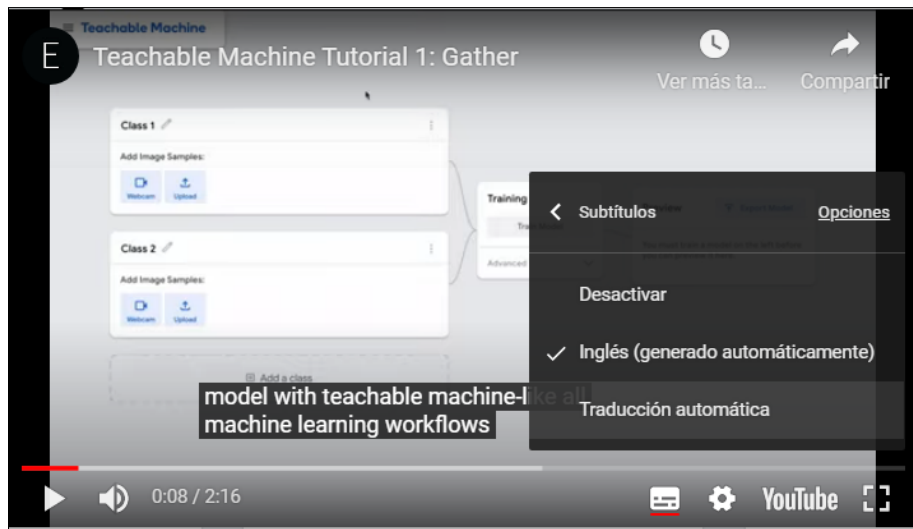 Teachable Machine
E
Teachable Machine Tutorial 1: Gather
Ver más ta...
Compartir
Class 1
Add Image Samples:
Webcam Upload
Class 2
Add Image Samples:
Webcam Upload
Add a class
Training
Advanced
Subtítulos Opciones
Desactivar
Inglés (generado automáticamente)
Traducción automática
model with teachable machine-like all
machine learning workflows
0:08 / 2:16
YouTube